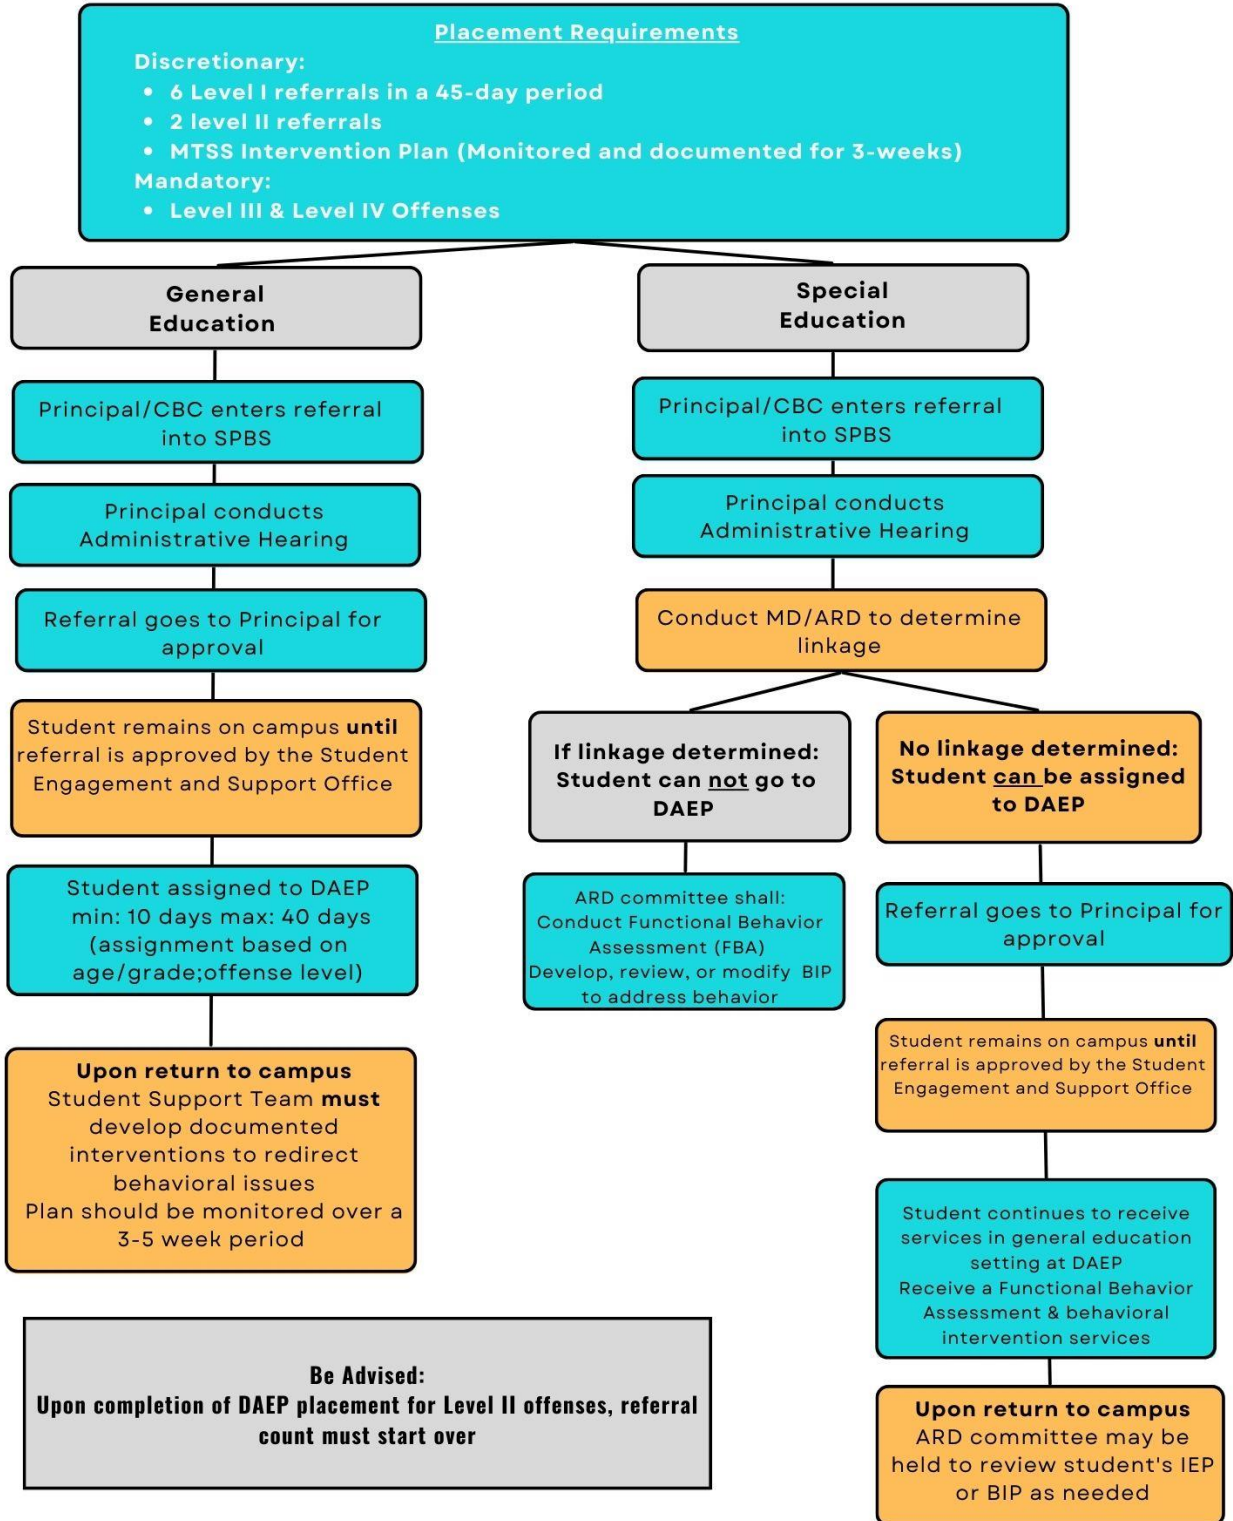 Placement Requirements
Discretionary:
• 6 Level I referrals in a 45-day period
• 2 level II referrals
• MTSS Intervention Plan (Monitored and documented for 3-weeks)
Mandatory:
• Level III & Level IV Offenses
General
Education
Principal/CBC enters referral
into SPBS
Principal conducts
Administrative Hearing
Referral goes to Principal for
approval
Student remains on campus until
referral is approved by the Student
Engagement and Support Office
Student assigned to DAEP
min: 10 days max: 40 days
(assignment based on
age/grade;offense level)
Upon return to campus
Student Support Team must
develop documented
interventions to redirect
behavioral issues
Plan should be monitored over a
3-5 week period
Special
Education
Principal/CBC enters referral
into SPBS
Principal conducts
Administrative Hearing
Conduct MD/ARD to determine
linkage
If linkage determined:
Student can not go to
DAEP
ARD committee shall:
Conduct Functional Behavior
Assessment (FBA)
Develop, review, or modify BIP
to address behavior
No linkage determined:
Student can be assigned
to DAEP
Referral goes to Principal for
approval
Student remains on campus until
referral is approved by the Student
Engagement and Support Office
Student continues to receive
services in general education
setting at DAEP
Receive a Functional Behavior
Assessment & behavioral
intervention services
Upon return to campus
ARD committee may be
held to review student's IEP
or BIP as needed
Be Advised:
Upon completion of DAEP placement for Level II offenses, referral
count must start over